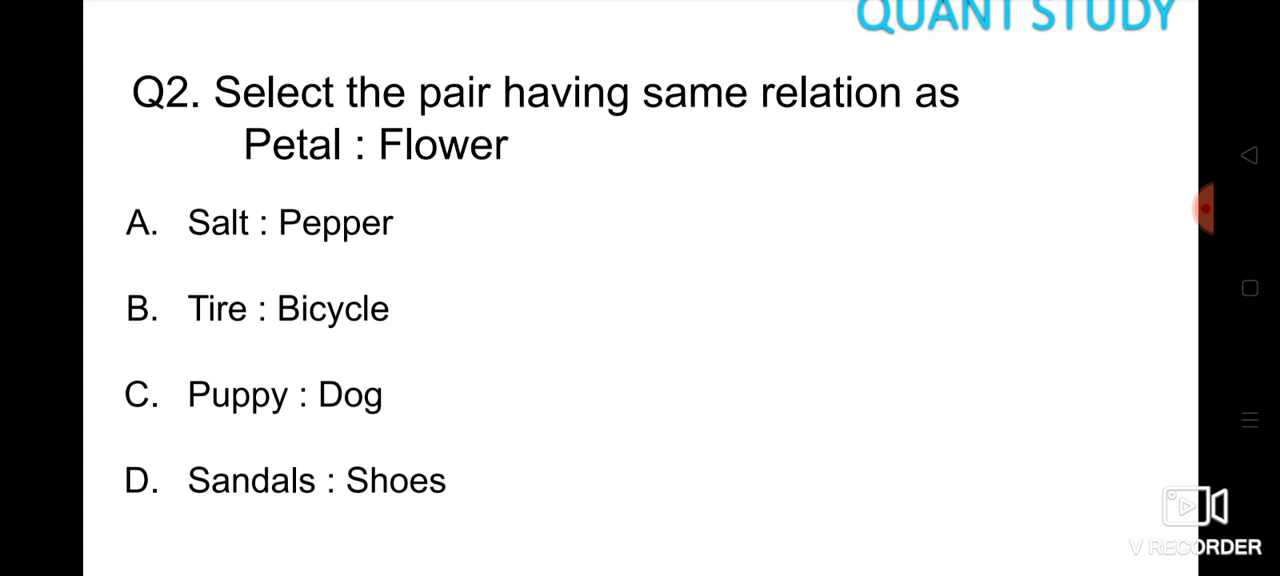 QUANT STUDY
Q2. Select the pair having same relation as
Petal : Flower
A. Salt : Pepper
B. Tire : Bicycle
C. Puppy : Dog
D. Sandals : Shoes
V RECORDER